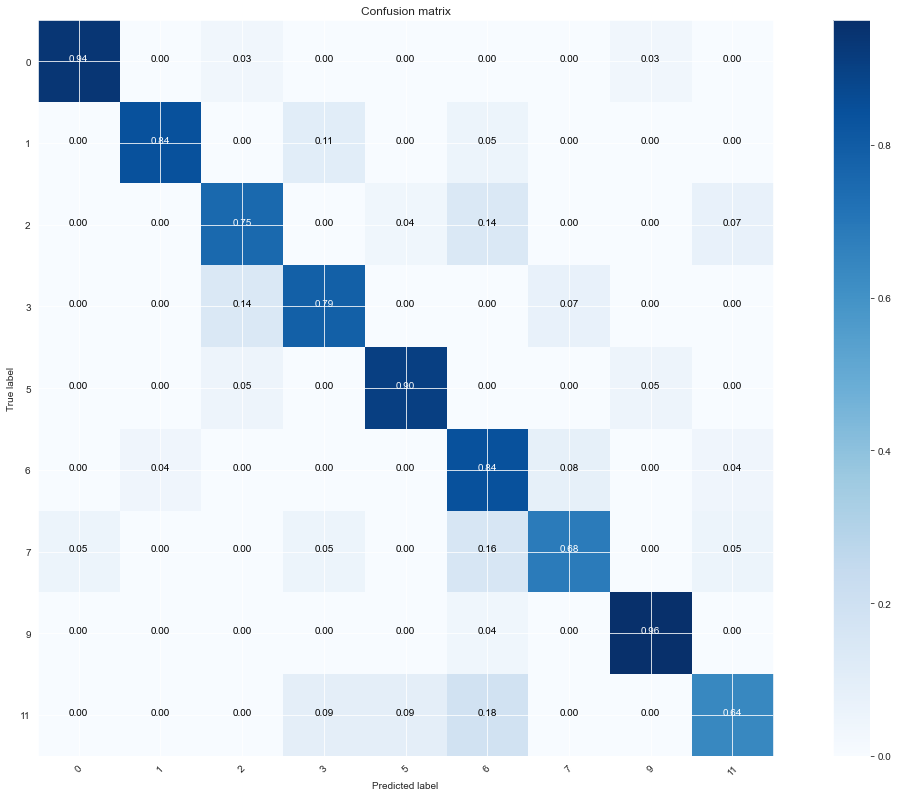 Confusion matrix
0 0.94 0.00 0.03 0.00 0.00 0.00 0.00 0.03 0.00
1 0.00 0.84 0.00 0.11 0.00 0.05 0.00 0.00 0.00
0.8
2 0.00 0.00 0.75 0.00 0.04 0.14 0.00 0.00 0.07
3 0.00 0.00 0.14 0.79 0.00 0.00 0.07 0.00 0.00
0.6
True label
5 0.00 0.00 0.05 0.00 0.90 0.00 0.00 0.05 0.00
0.4
6 0.00 0.04 0.00 0.00 0.00 0.84 0.08 0.00 0.04
7 0.05 0.00 0.00 0.05 0.00 0.16 0.68 0.00 0.05
0.2
9 0.00 0.00 0.00 0.00 0.00 0.04 0.00 0.96 0.00
11 0.00 0.00 0.00 0.09 0.09 0.18 0.00 0.00 0.64
0.0
0 1 2 3 5 6 7 9 11
Predicted label